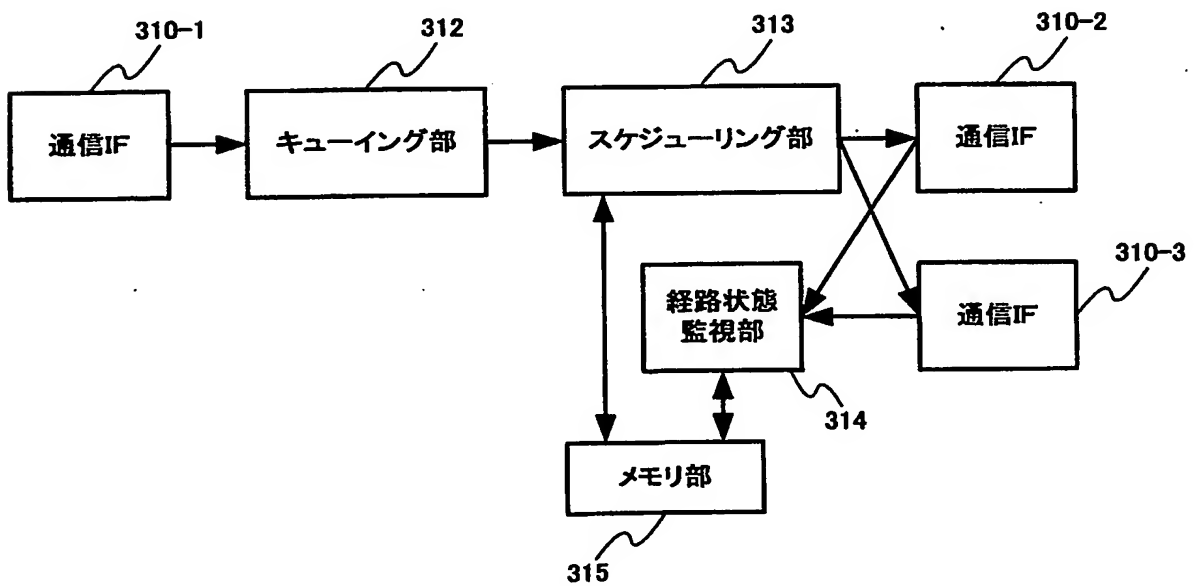 310-1
312
313
310-2
通信IF
キューイング部
スケジューリング部
通信IF
310-3
経路状態
監視部
通信IF
314
メモリ部
315